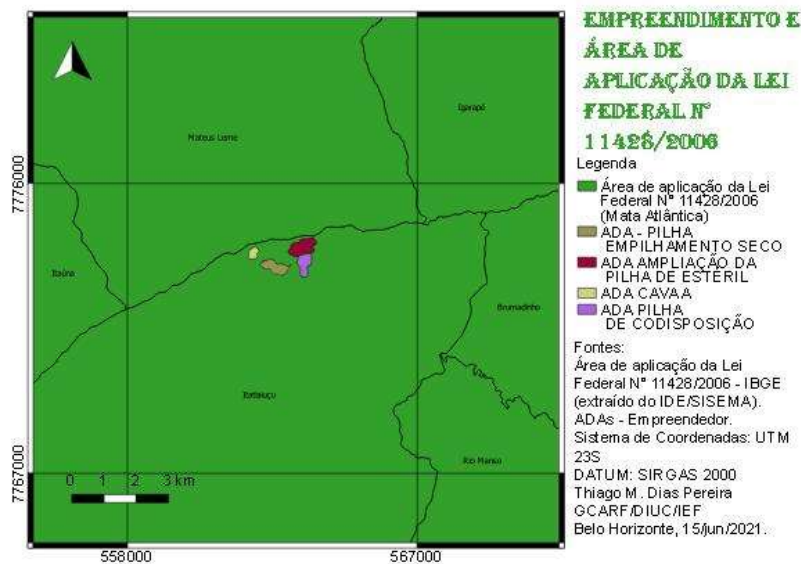 EMPREENDIMENTO E
ÁREA DE
APLICAÇÃO DA LEI
FEDERAL Nº
11428/2006
Legenda
Área de aplicação da Lei
Federal N° 11428/2006
(Mata Atlântica)
ADA - PILHA
EMPILHAMENTO SECO
ADA AMPLIAÇÃO DA
PILHA DE ESTÉRIL
ADA CAVA A
ADA PILHA
DE CODISPOSIÇÃO
Fontes:
Área de aplicação da Lei
Federal N° 11428/2006 - IBGE
(extraído do IDE/SISEMA).
ADAs - Empreendedor.
Sistema de Coordenadas: UTM
23S
DATUM: SIRGAS 2000
Thiago M. Dias Pereira
GCARF/DIUC/IEF
Belo Horizonte, 15/jun/2021.
Igarapé
Mateus Leme
7776000
Itaúna
Brumadinho
Itatiaiuçu
Rio Manso
7767000
0 1 2 3 km
558000
567000